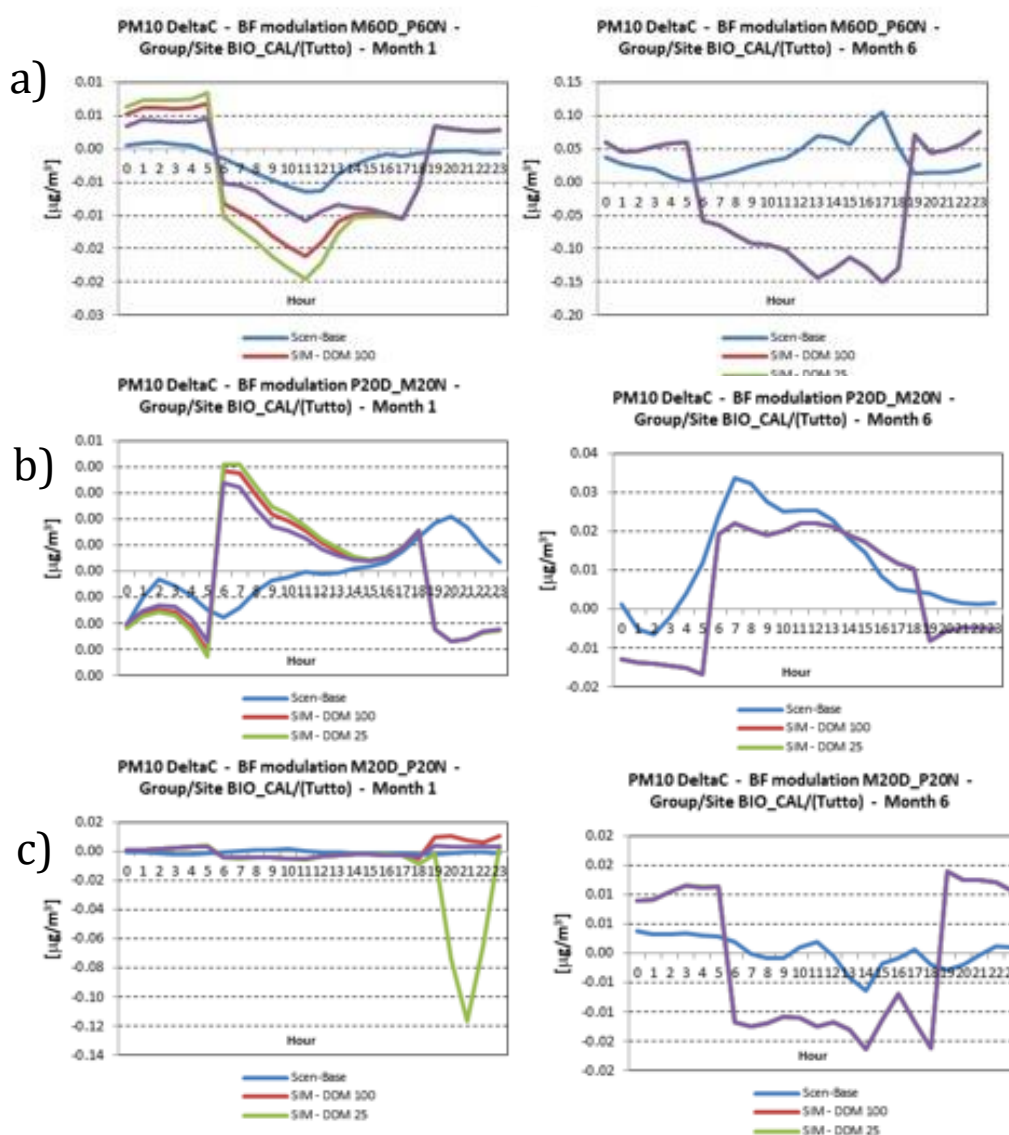 a)
PM10 DeltaC - BF modulation M60D_P60N -
Group/Site BIO_CAL/(Tutto) - Month 1
0.01
0.01
0.00
-0.01
-0.01
-0.02
-0.02
-0.03
[µg/m³]
0 1 2 3 4 5 6 7 8 9 10 11 12 13 14 15 16 17 18 19 20 21 22 23
Hour
Scen-Base
SIM - DOM 100
SIM - DOM 25
PM10 DeltaC - BF modulation M60D_P60N -
Group/Site BIO_CAL/(Tutto) - Month 6
0.15
0.10
0.05
0.00
-0.05
-0.10
-0.15
-0.20
[µg/m³]
0 1 2 3 4 5 6 7 8 9 10 11 12 13 14 15 16 17 18 19 20 21 22 23
Hour
Scen-Base
SIM - DOM 100
SIM - DOM 25
b)
PM10 DeltaC - BF modulation P20D_M20N -
Group/Site BIO_CAL/(Tutto) - Month 1
0.01
0.00
0.00
0.00
0.00
0.00
0.00
0.00
0.00
0.00
[µg/m³]
0 1 2 3 4 5 6 7 8 9 10 11 12 13 14 15 16 17 18 19 20 21 22 23
Hour
Scen-Base
SIM - DOM 100
SIM - DOM 25
PM10 DeltaC - BF modulation P20D_M20N -
Group/Site BIO_CAL/(Tutto) - Month 6
0.04
0.03
0.02
0.01
0.00
-0.01
-0.02
[µg/m³]
0 1 2 3 4 5 6 7 8 9 10 11 12 13 14 15 16 17 18 19 20 21 22 23
Hour
Scen-Base
SIM - DOM 100
SIM - DOM 25
c)
PM10 DeltaC - BF modulation M20D_P20N -
Group/Site BIO_CAL/(Tutto) - Month 1
0.02
0.00
-0.02
-0.04
-0.06
-0.08
-0.10
-0.12
-0.14
[µg/m³]
0 1 2 3 4 5 6 7 8 9 10 11 12 13 14 15 16 17 18 19 20 21 22 23
Hour
Scen-Base
SIM - DOM 100
SIM - DOM 25
PM10 DeltaC - BF modulation M20D_P20N -
Group/Site BIO_CAL/(Tutto) - Month 6
0.02
0.02
0.01
0.01
0.00
-0.01
-0.01
-0.02
-0.02
[µg/m³]
0 1 2 3 4 5 6 7 8 9 10 11 12 13 14 15 16 17 18 19 20 21 22
Hour
Scen-Base
SIM - DOM 100
SIM - DOM 25